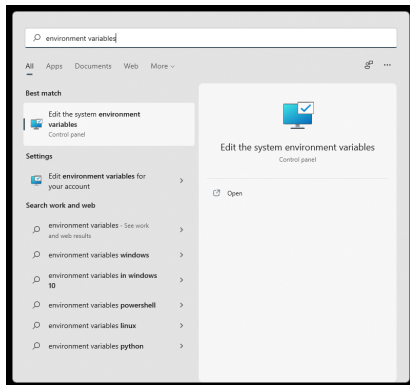 environment variables
All Apps Documents Web More
Best match
Edit the system environment
variables
Control panel
Settings
Edit environment variables for
your account
Search work and web
environment variables - See work
and web results
environment variables windows
environment variables in windows
10
environment variables powershell
environment variables linux
environment variables python
Edit the system environment variables
Control panel
Open